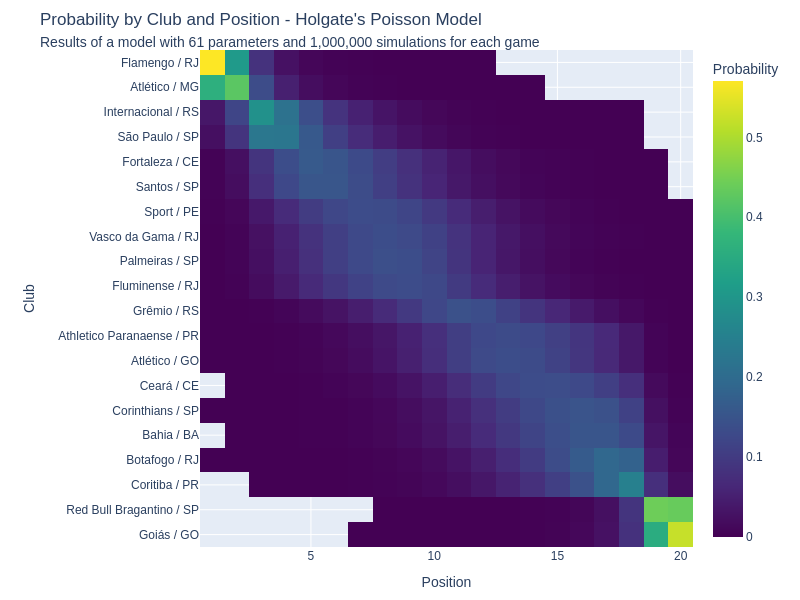 Probability by Club and Position - Holgate's Poisson Model
Results of a model with 61 parameters and 1,000,000 simulations for each game
Flamengo / RJ
Atlético / MG
Internacional / RS
São Paulo / SP
Fortaleza / CE
Santos / SP
Sport / PE
Vasco da Gama / RJ
Palmeiras / SP
Fluminense / RJ
Grêmio / RS
Athletico Paranaense / PR
Atlético / GO
Ceará / CE
Corinthians / SP
Bahia / BA
Botafogo / RJ
Coritiba / PR
Red Bull Bragantino / SP
Goiás / GO
Club
5
10
15
20
Position
Probability
0.5
0.4
0.3
0.2
0.1
0